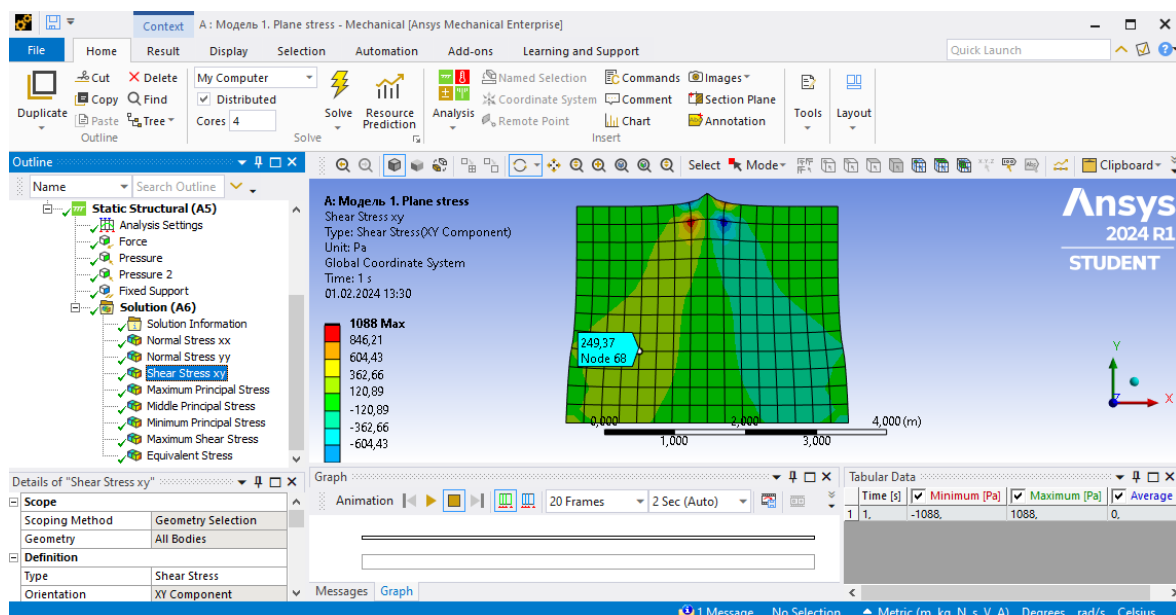 Context
A : Модель 1. Plane stress - Mechanical [Ansys Mechanical Enterprise]
File Home Result Display Selection Automation Add-ons Learning and Support
Quick Launch
Duplicate
Cut
Copy
Paste
Delete
Find
Tree
Outline
My Computer
Distributed
Cores 4
Solve
Resource Prediction
Solve
Analysis
Named Selection
Coordinate System
Remote Point
Commands
Comment
Chart
Images
Section Plane
Annotation
Insert
Tools
Layout
Outline
Name
Search Outline
Static Structural (A5)
Analysis Settings
Force
Pressure
Pressure 2
Fixed Support
Solution (A6)
Solution Information
Normal Stress xx
Normal Stress yy
Shear Stress xy
Maximum Principal Stress
Middle Principal Stress
Minimum Principal Stress
Maximum Shear Stress
Equivalent Stress
Select Mode
Clipboard
A: Модель 1. Plane stress
Shear Stress xy
Type: Shear Stress(XY Component)
Unit: Pa
Global Coordinate System
Time: 1 s
01.02.2024 13:30
1088 Max
846,21
604,43
362,66
120,89
-120,89
-362,66
-604,43
249,37
Node 68
0,000 2,000 4,000 (m)
1,000 3,000
Ansys
2024 R1
STUDENT
Y
Z X
Details of "Shear Stress xy"
Scope
Scoping Method Geometry Selection
Geometry All Bodies
Definition
Type Shear Stress
Orientation XY Component
Graph
Animation 20 Frames 2 Sec (Auto)
Messages Graph
Tabular Data
Time [s] Minimum [Pa] Maximum [Pa] Average
1 1, -1088, 1088, 0,
1 Message No Selection Metric (m, kg, N, s, V, A) Degrees rad/s Celsius